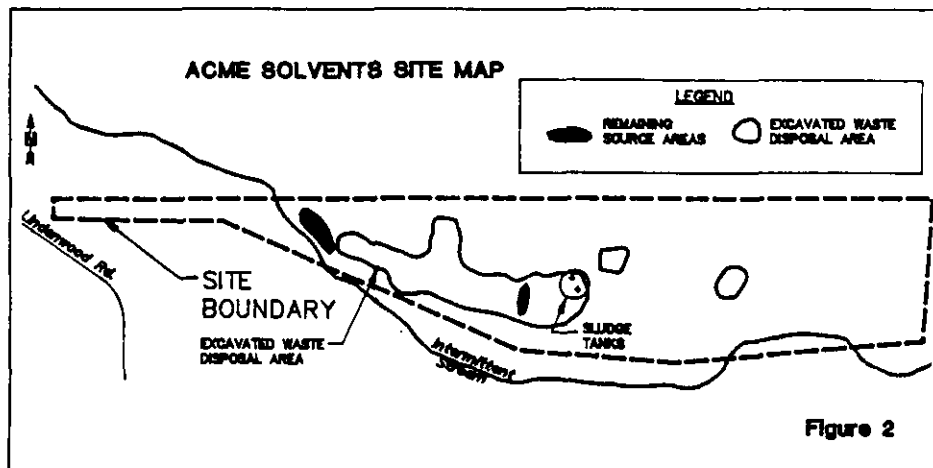 ACME SOLVENTS SITE MAP
LEGEND
REMAINING
SOURCE AREAS
EXCAVATED WASTE
DISPOSAL AREA
N
Underwood Rd.
SITE
BOUNDARY
EXCAVATED WASTE
DISPOSAL AREA
SLUDGE
TANKS
Intermittent
Stream
Figure 2